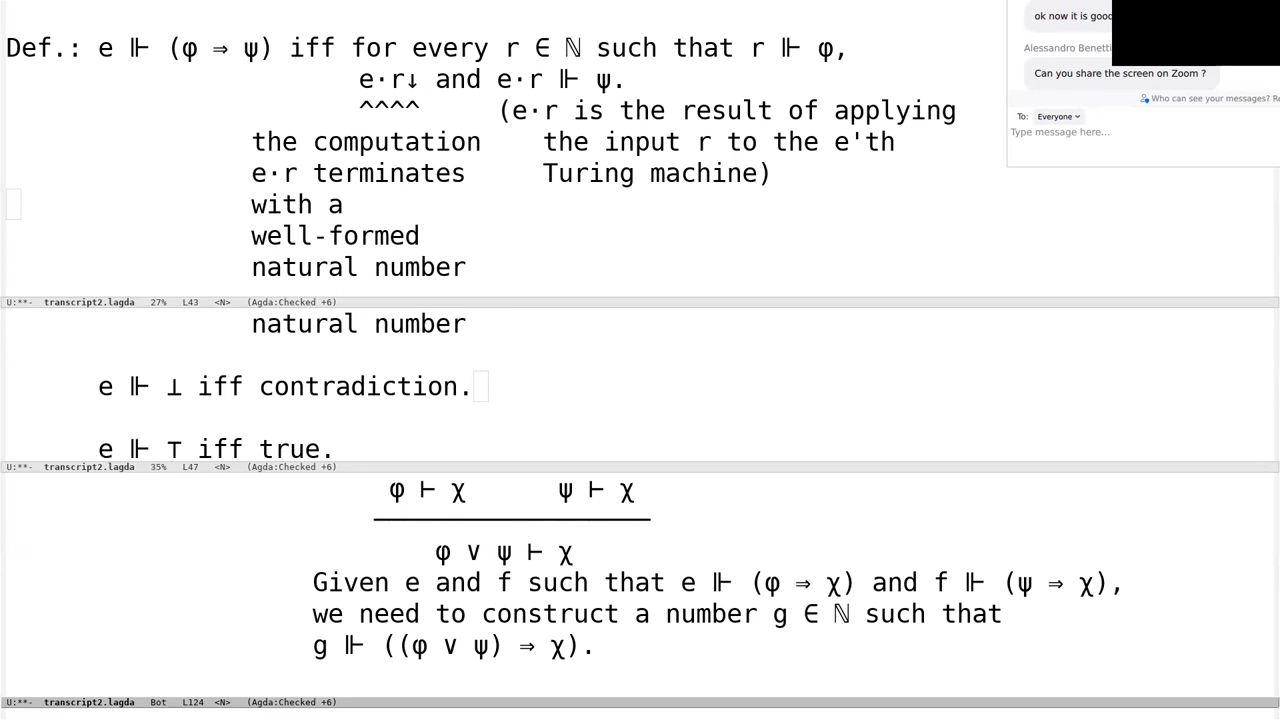 ok now it is good
Alessandro Benetti
Can you share the screen on Zoom ?
Who can see your messages?
To: Everyone
Type message here...
Def.: e ⊩ (φ ⇒ ψ) iff for every r ∈ ℕ such that r ⊩ φ,
e·r↓ and e·r ⊩ ψ.
^^^^ (e·r is the result of applying
the computation the input r to the e'th
e·r terminates Turing machine)
with a
well-formed
natural number
U:**- transcript2.lagda 27% L43 <N> (Agda:Checked +6)
natural number
e ⊩ ⊥ iff contradiction.
e ⊩ ⊤ iff true.
U:**- transcript2.lagda 35% L47 <N> (Agda:Checked +6)
φ ⊢ χ ψ ⊢ χ
φ ∨ ψ ⊢ χ
Given e and f such that e ⊩ (φ ⇒ χ) and f ⊩ (ψ ⇒ χ),
we need to construct a number g ∈ ℕ such that
g ⊩ ((φ ∨ ψ) ⇒ χ).
U:**- transcript2.lagda Bot L124 <N> (Agda:Checked +6)